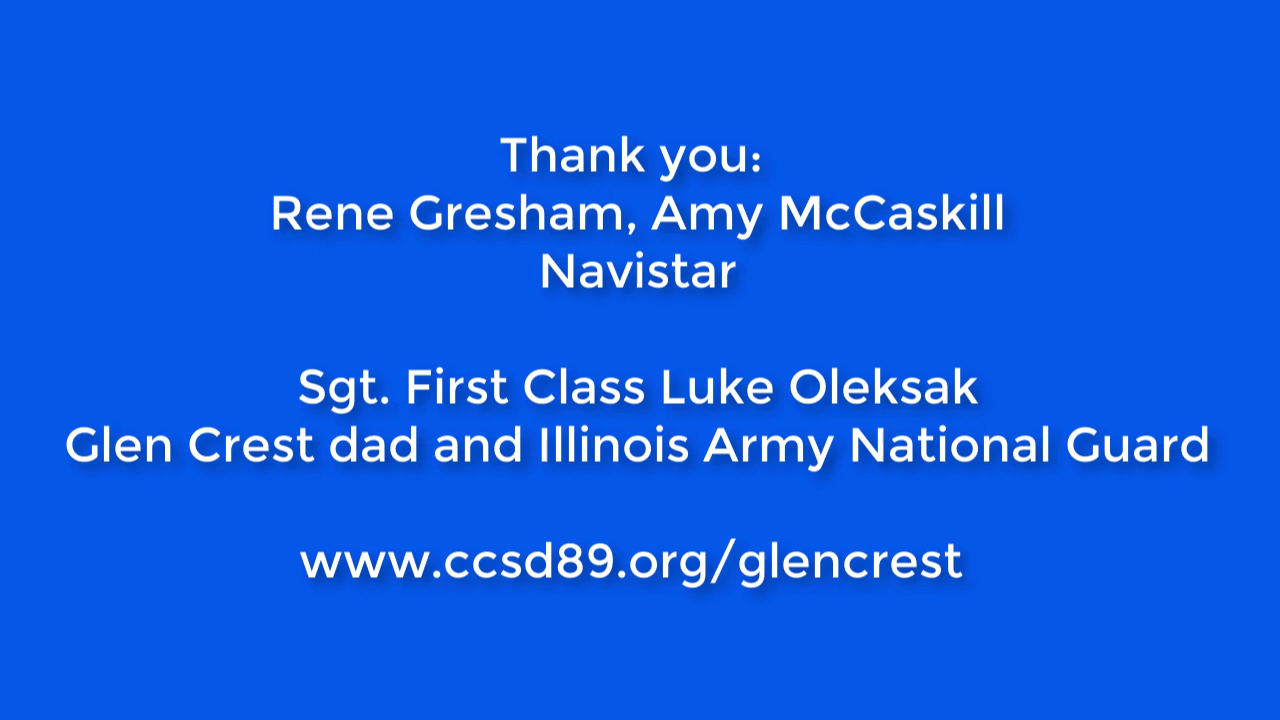 Thank you:
Rene Gresham, Amy McCaskill
Navistar
Sgt. First Class Luke Oleksak
Glen Crest dad and Illinois Army National Guard
www.ccsd89.org/glencrest